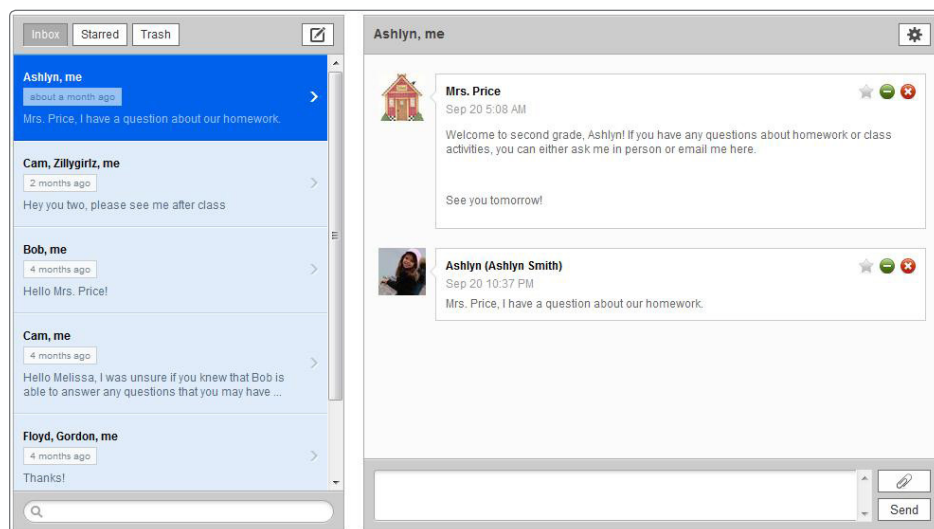 Inbox
Starred
Trash
Ashlyn, me
about a month ago
Mrs. Price, I have a question about our homework.
Cam, Zillygirlz, me
2 months ago
Hey you two, please see me after class
Bob, me
4 months ago
Hello Mrs. Price!
Cam, me
4 months ago
Hello Melissa, I was unsure if you knew that Bob is
able to answer any questions that you may have ...
Floyd, Gordon, me
4 months ago
Thanks!
Ashlyn, me
Mrs. Price
Sep 20 5:08 AM
Welcome to second grade, Ashlyn! If you have any questions about homework or class
activities, you can either ask me in person or email me here.
See you tomorrow!
Ashlyn (Ashlyn Smith)
Sep 20 10:37 PM
Mrs. Price, I have a question about our homework.
Send